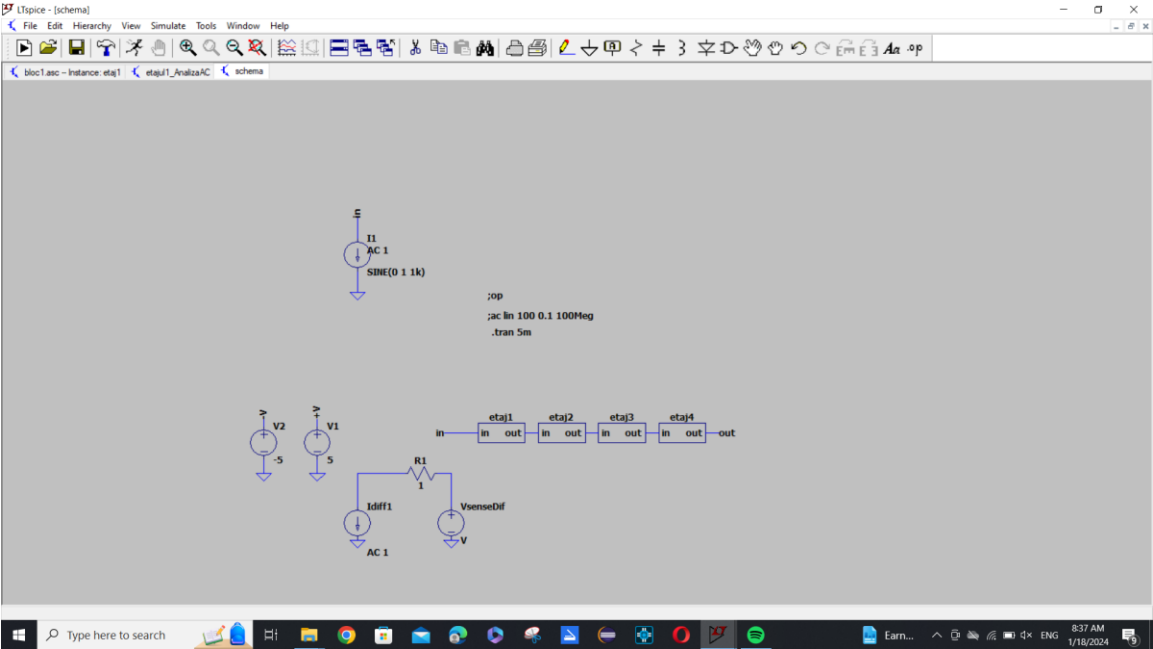 LTspice - [schema]
File Edit Hierarchy View Simulate Tools Window Help
bloc1.asc -- Instance: etaj1 etajul1_AnalizaAC schema
in
I1
AC 1
SINE(0 1 1k)
;op
;ac lin 100 0.1 100Meg
.tran 5m
V2
-5
V+
V1
5
etaj1 etaj2 etaj3 etaj4
in in out in out in out in out out
R1
1
Idiff1
AC 1
VsenseDif
V
Type here to search
Earn...
ENG
8:37 AM
1/18/2024